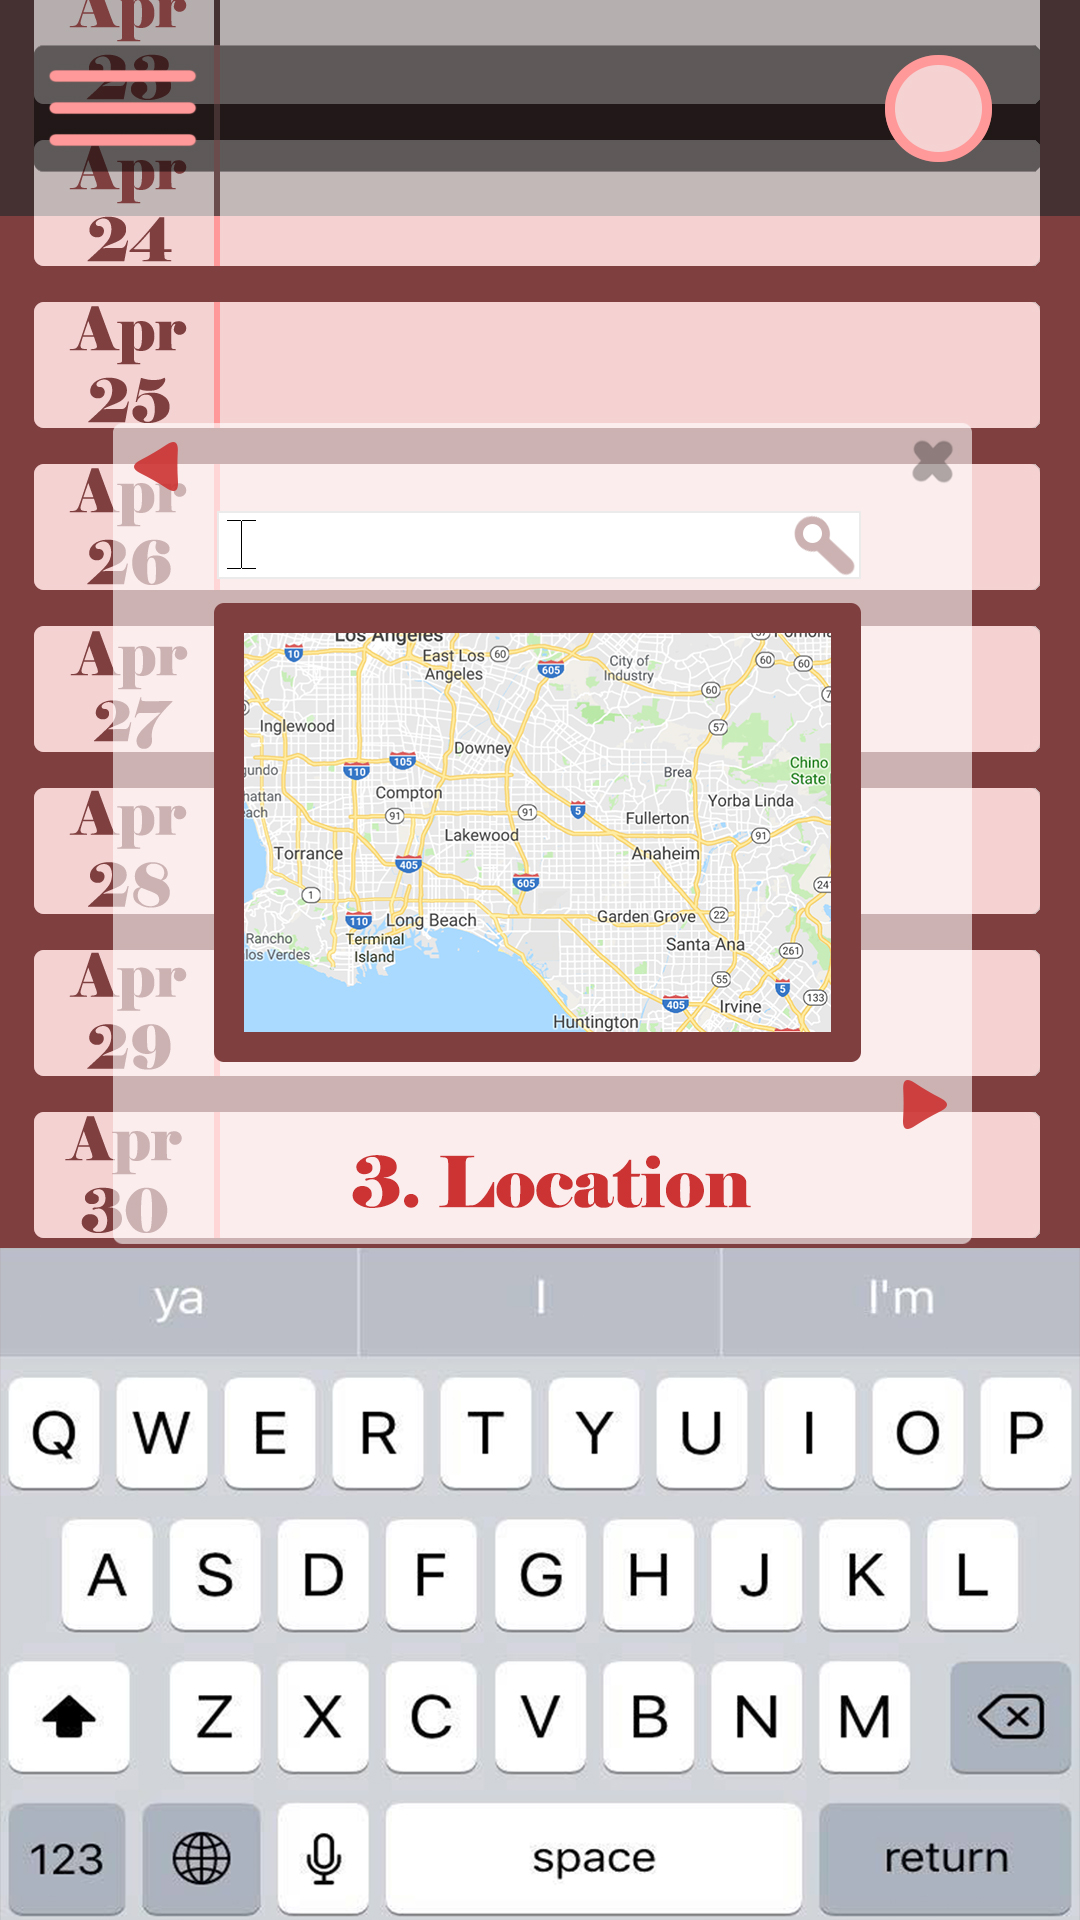 Apr
23
Apr
24
Apr
25
Apr
26
Apr
27
Apr
28
Apr
29
Apr
30
Los Angeles
10
East Los
Angeles
60
605
City of
Industry
57
Pomona
60
60
60
57
Inglewood
Downey
105
110
Brea
Chino
State
Compton
Yorba Linda
91
91
5
Fullerton
Lakewood
91
Torrance
405
Anaheim
605
1
110
Long Beach
Garden Grove
22
Rancho
los Verdes
Terminal
Island
Santa Ana
261
55
5
133
405
Irvine
Huntington
3. Location
ya
I
I'm
Q W E R T Y U I O P
A S D F G H J K L
Z X C V B N M
123
space
return